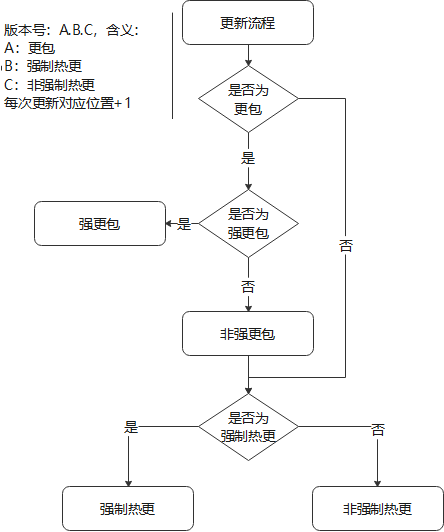 版本号：A.B.C，含义：
A：更包
B：强制热更
C：非强制热更
每次更新对应位置+1
更新流程
是否为
更包
是
否
是否为
强更包
是
强更包
否
非强更包
是否为
强制热更
是
否
强制热更
非强制热更